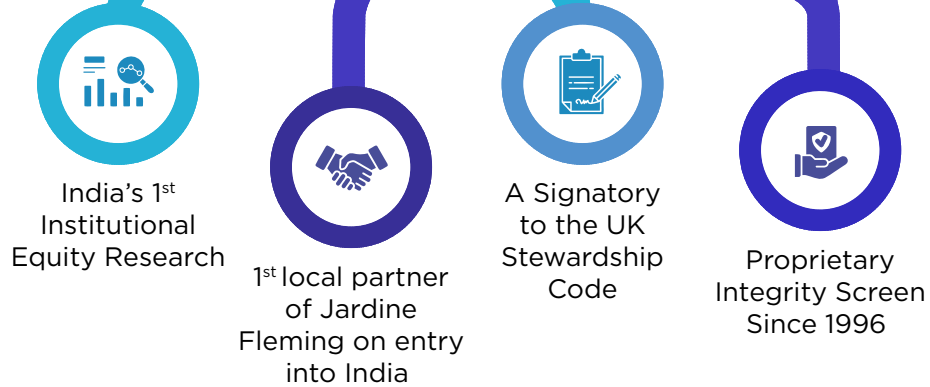 India’s 1st
Institutional
Equity Research
1st local partner
of Jardine
Fleming on entry
into India
A Signatory
to the UK
Stewardship
Code
Proprietary
Integrity Screen
Since 1996